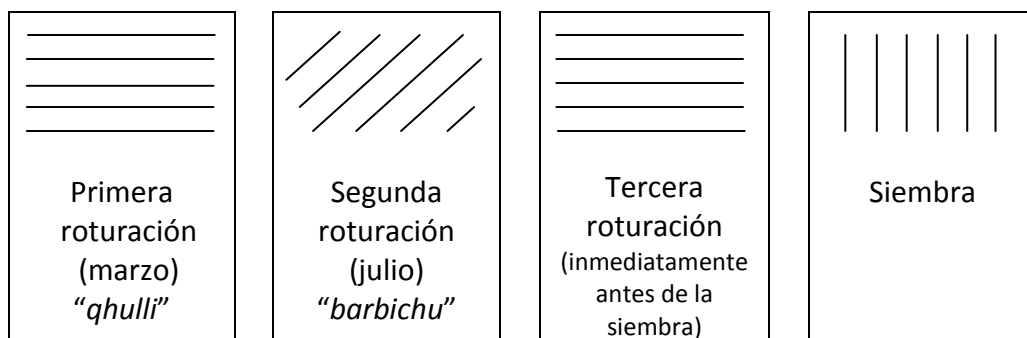 Primera
roturación
(marzo)
“qhulli”
Segunda
roturación
(julio)
“barbichu”
Tercera
roturación
(inmediatamente
antes de la
siembra)
Siembra